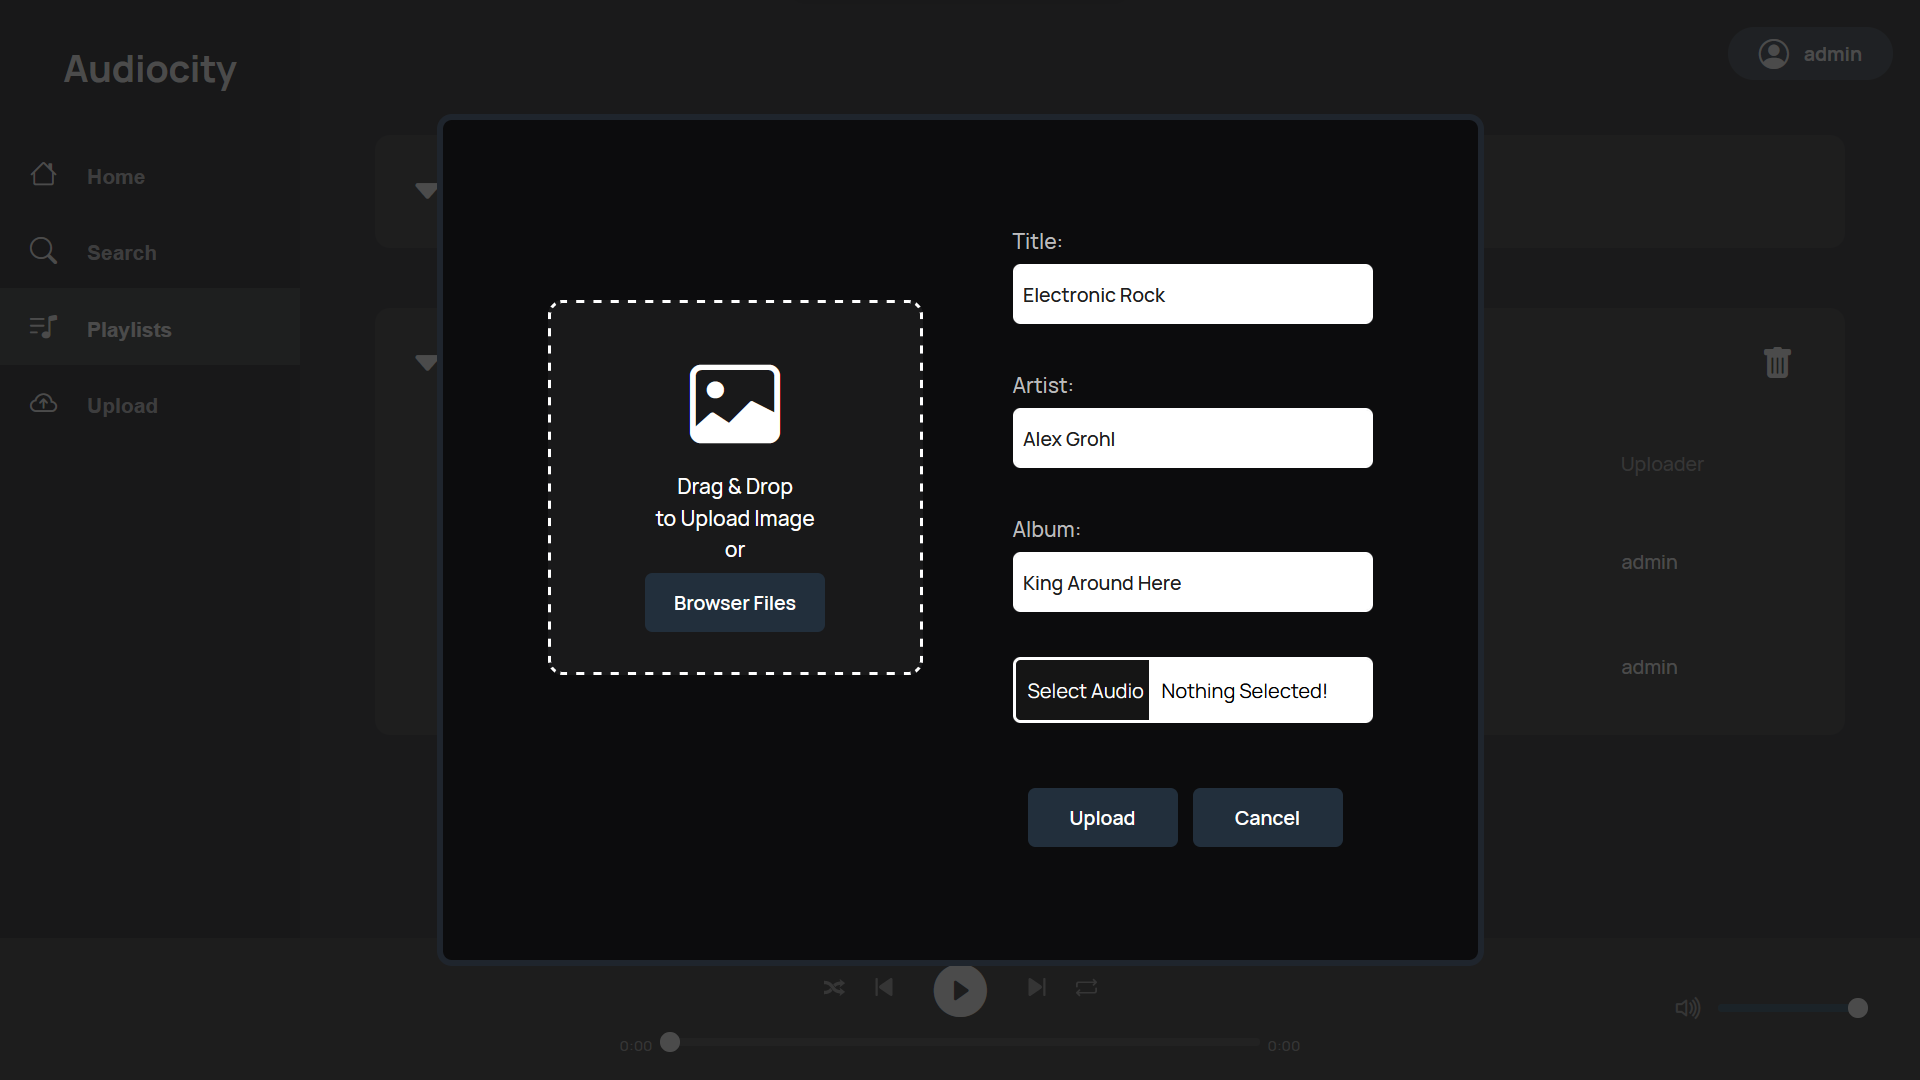 Audiocity
admin
Home
Search
Playlists
Upload
Drag & Drop
to Upload Image
or
Browser Files
Title:
Electronic Rock
Artist:
Alex Grohl
Album:
King Around Here
Select Audio Nothing Selected!
Upload Cancel
Uploader
admin
admin
0:00 0:00